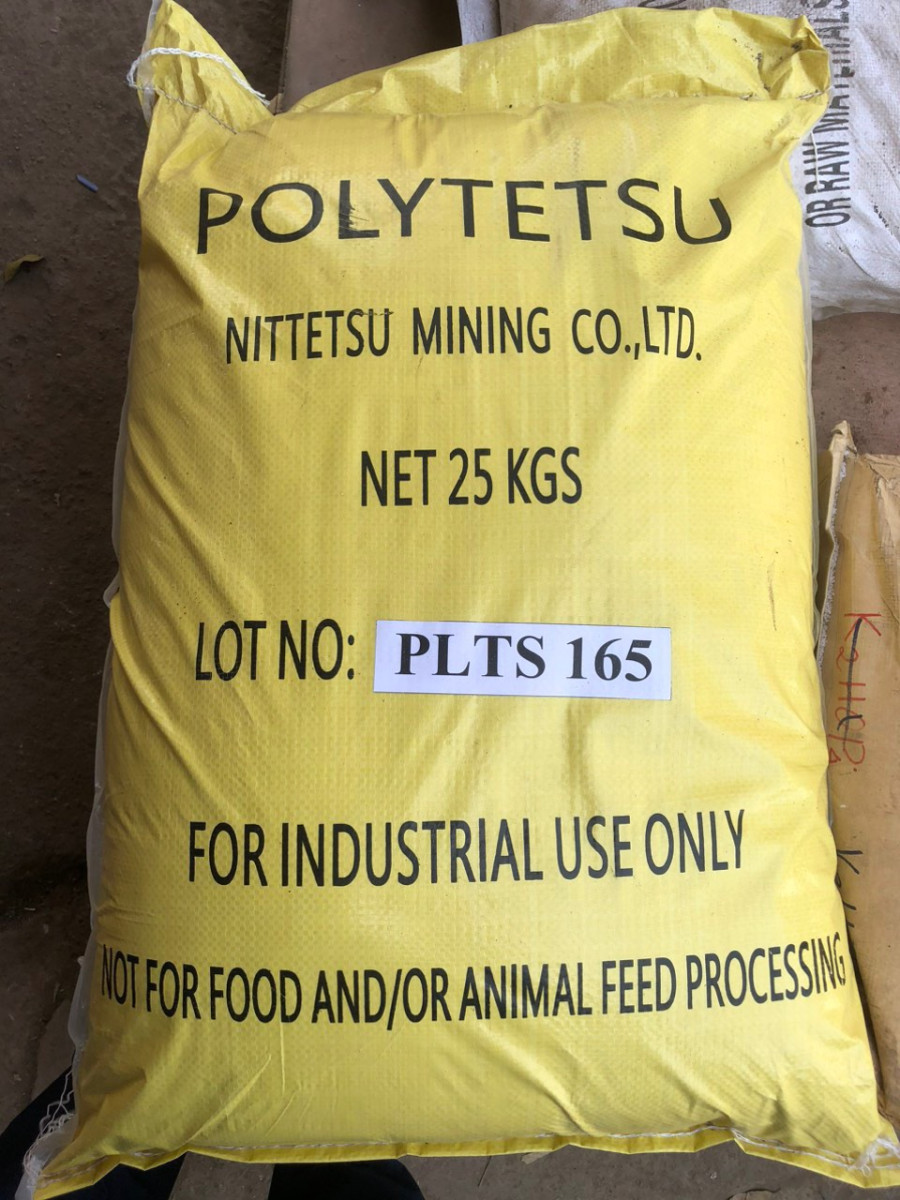 POLYTETSU
NITTETSU MINING CO.,LTD.
NET 25 KGS
LOT NO: PLTS 165
FOR INDUSTRIAL USE ONLY
NOT FOR FOOD AND/OR ANIMAL FEED PROCESSING
OR RAW MATERIALS